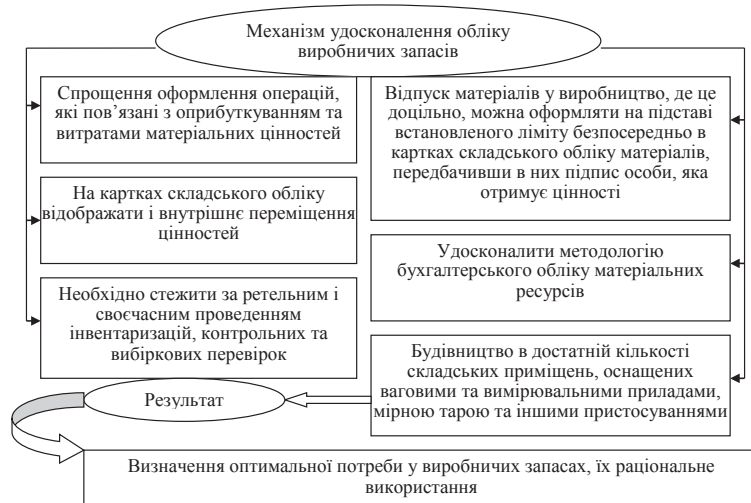 Механізм удосконалення обліку
виробничих запасів
Спрощення оформлення операцій,
які пов’язані з оприбуткуванням та
витратами матеріальних цінностей
На картках складського обліку
відображати і внутрішнє переміщення
цінностей
Необхідно стежити за ретельним і
своєчасним проведенням
інвентаризацій, контрольних та
вибіркових перевірок
Відпуск матеріалів у виробництво, де це
доцільно, можна оформляти на підставі
встановленого ліміту безпосередньо в
картках складського обліку матеріалів,
передбачивши в них підпис особи, яка
отримує цінності
Удосконалити методологію
бухгалтерського обліку матеріальних
ресурсів
Будівництво в достатній кількості
складських приміщень, оснащених
ваговими та вимірювальними приладами,
мірною тарою та іншими пристосуваннями
Результат
Визначення оптимальної потреби у виробничих запасах, їх раціональне
використання